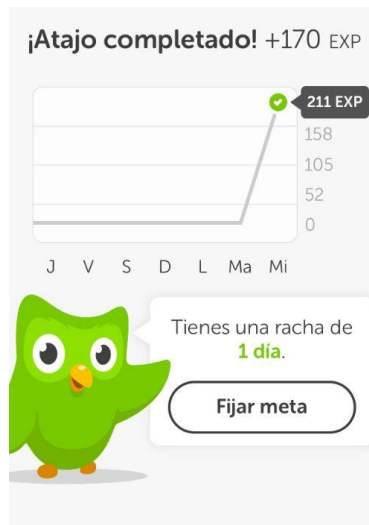 ¡Atajo completado! +170 EXP
211 EXP
158
105
52
0
J V S D L Ma Mi
Tienes una racha de
1 día.
Fijar meta